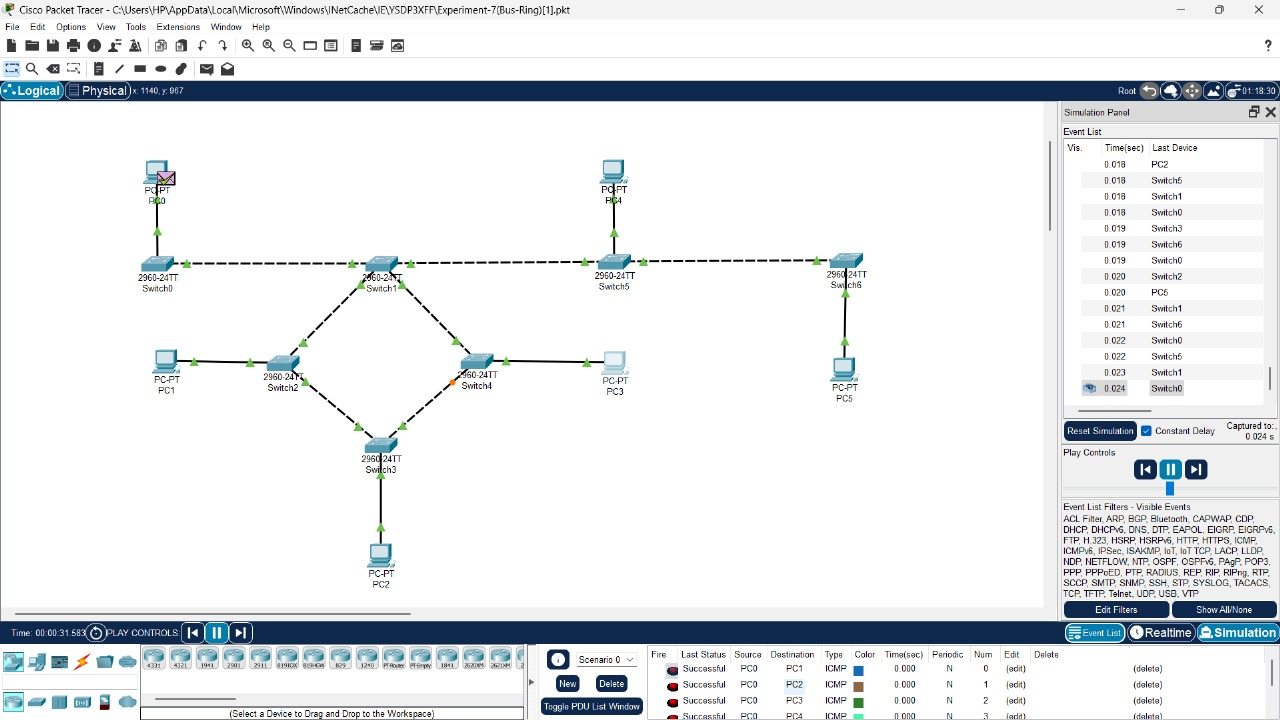 Cisco Packet Tracer - C:\Users\HP\AppData\Local\Microsoft\Windows\INetCache\IE\YSDP3XFF\Experiment-7(Bus-Ring)[1].pkt
File Edit Options View Tools Extensions Window Help
?
Logical Physical x: 1140, y: 967
Root 01:18:30
Simulation Panel
Event List
Vis. Time(sec) Last Device
0.018 PC2
0.018 Switch5
0.018 Switch1
0.018 Switch0
0.019 Switch3
0.019 Switch6
0.019 Switch0
0.020 Switch2
0.020 PC5
0.021 Switch1
0.021 Switch6
0.022 Switch0
0.022 Switch5
0.023 Switch1
0.024 Switch0
Reset Simulation Constant Delay Captured to:
0.024 s
Play Controls
Event List Filters - Visible Events
ACL Filter, ARP, BGP, Bluetooth, CAPWAP, CDP,
DHCP, DHCPv6, DNS, DTP, EAPOL, EIGRP, EIGRPv6,
FTP, H.323, HSRP, HSRPv6, HTTP, HTTPS, ICMP,
ICMPv6, IPSec, ISAKMP, IoT, IoT TCP, LACP, LLDP,
NDP, NETFLOW, NTP, OSPF, OSPFv6, PAgP, POP3,
PPP, PPPoED, PTP, RADIUS, REP, RIP, RIPng, RTP,
SCCP, SMTP, SNMP, SSH, STP, SYSLOG, TACACS,
TCP, TFTP, Telnet, UDP, USB, VTP
Edit Filters Show All/None
Event List Realtime Simulation
PC-PT
PC0
PC-PT
PC4
2960-24TT
Switch0
2960-24TT
Switch1
2960-24TT
Switch5
2960-24TT
Switch6
PC-PT
PC1
2960-24TT
Switch2
2960-24TT
Switch4
PC-PT
PC3
PC-PT
PC5
2960-24TT
Switch3
PC-PT
PC2
Time: 00:00:31.583 PLAY CONTROLS:
4331 4321 1941 2901 2911 819HGW 829 1240 PT-Router PT-Empty 1841 2620XM 2621XM
(Select a Device to Drag and Drop to the Workspace)
Scenario 0
New Delete
Toggle PDU List Window
Fire Last Status Source Destination Type Color Time(sec) Periodic Num Edit Delete
Successful PC0 PC1 ICMP 0.000 N 0 (edit) (delete)
Successful PC0 PC2 ICMP 0.000 N 1 (edit) (delete)
Successful PC0 PC3 ICMP 0.000 N 2 (edit) (delete)
Successful PC0 PC4 ICMP 0.000 N 3 (edit) (delete)